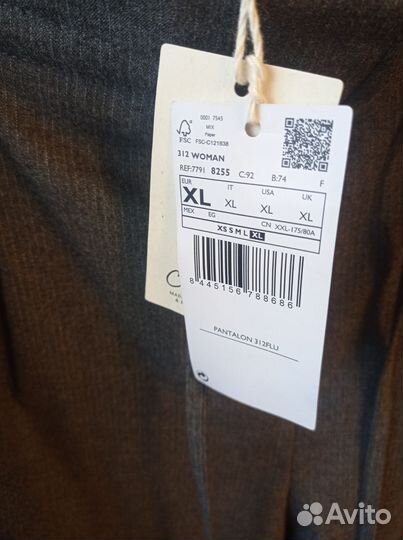 0001 7545
MIX
Paper
FSC FSC-C121838
312 WOMAN
REF:7791 8255 C:92 B:74 F
EUR IT USA UK
XL XL XL XL
MEX EG CN XXL-175/80A
XS S M L XL
8 445156 788686
PANTALON 312FLU
Avito